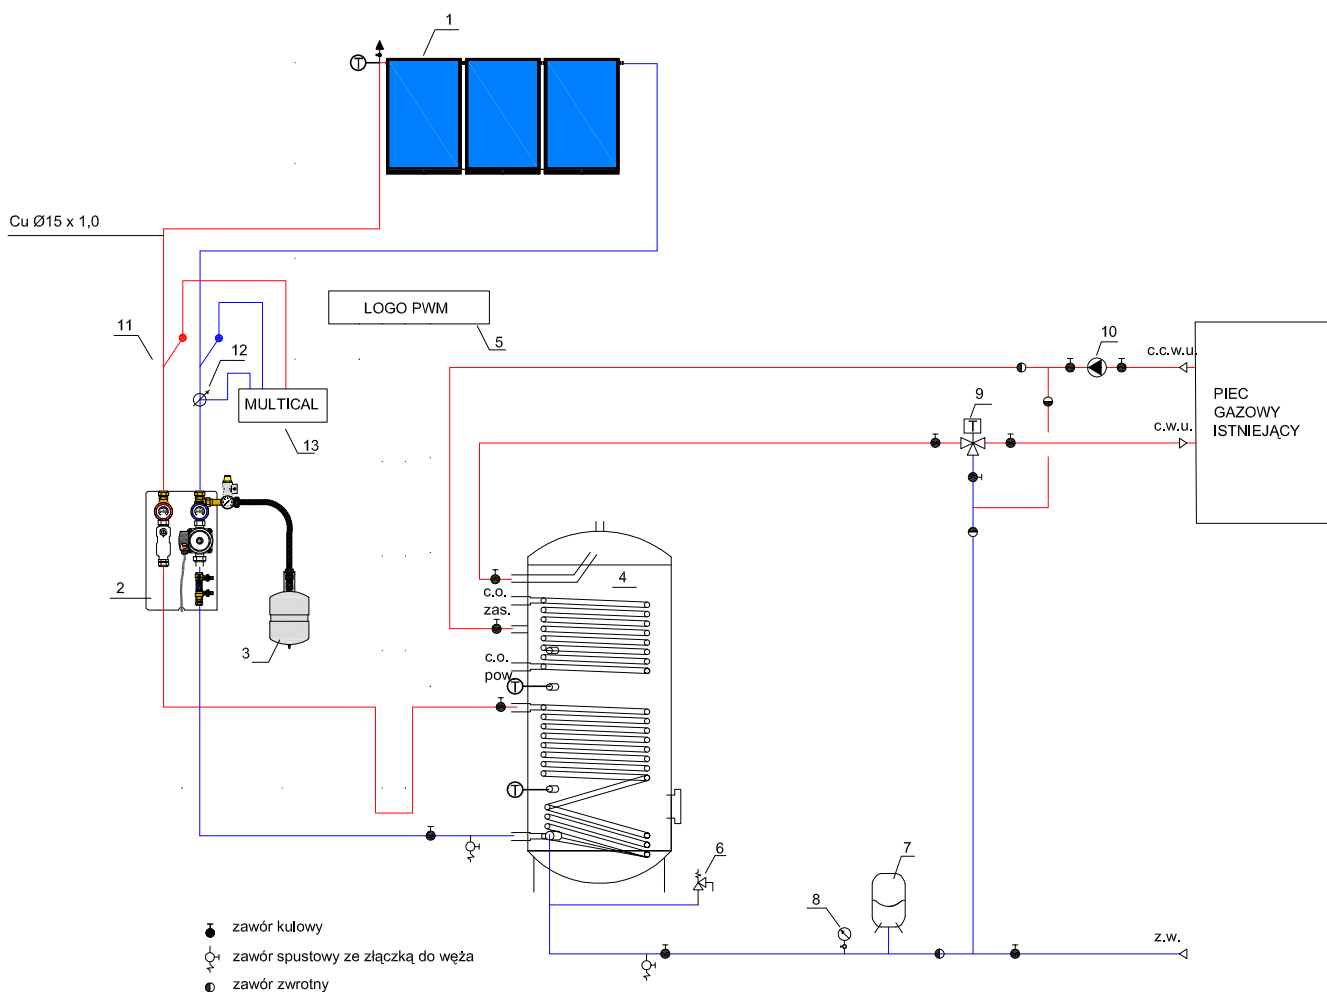 1
T
Cu Ø15 x 1,0
LOGO PWM
5
11
12
MULTICAL
13
10
c.c.w.u.
9
T
c.w.u.
PIEC
GAZOWY
ISTNIEJĄCY
2
3
4
c.o.
zas.
c.o.
pow
T
T
6
7
8
z.w.
zawór kulowy
zawór spustowy ze złączką do węża
zawór zwrotny